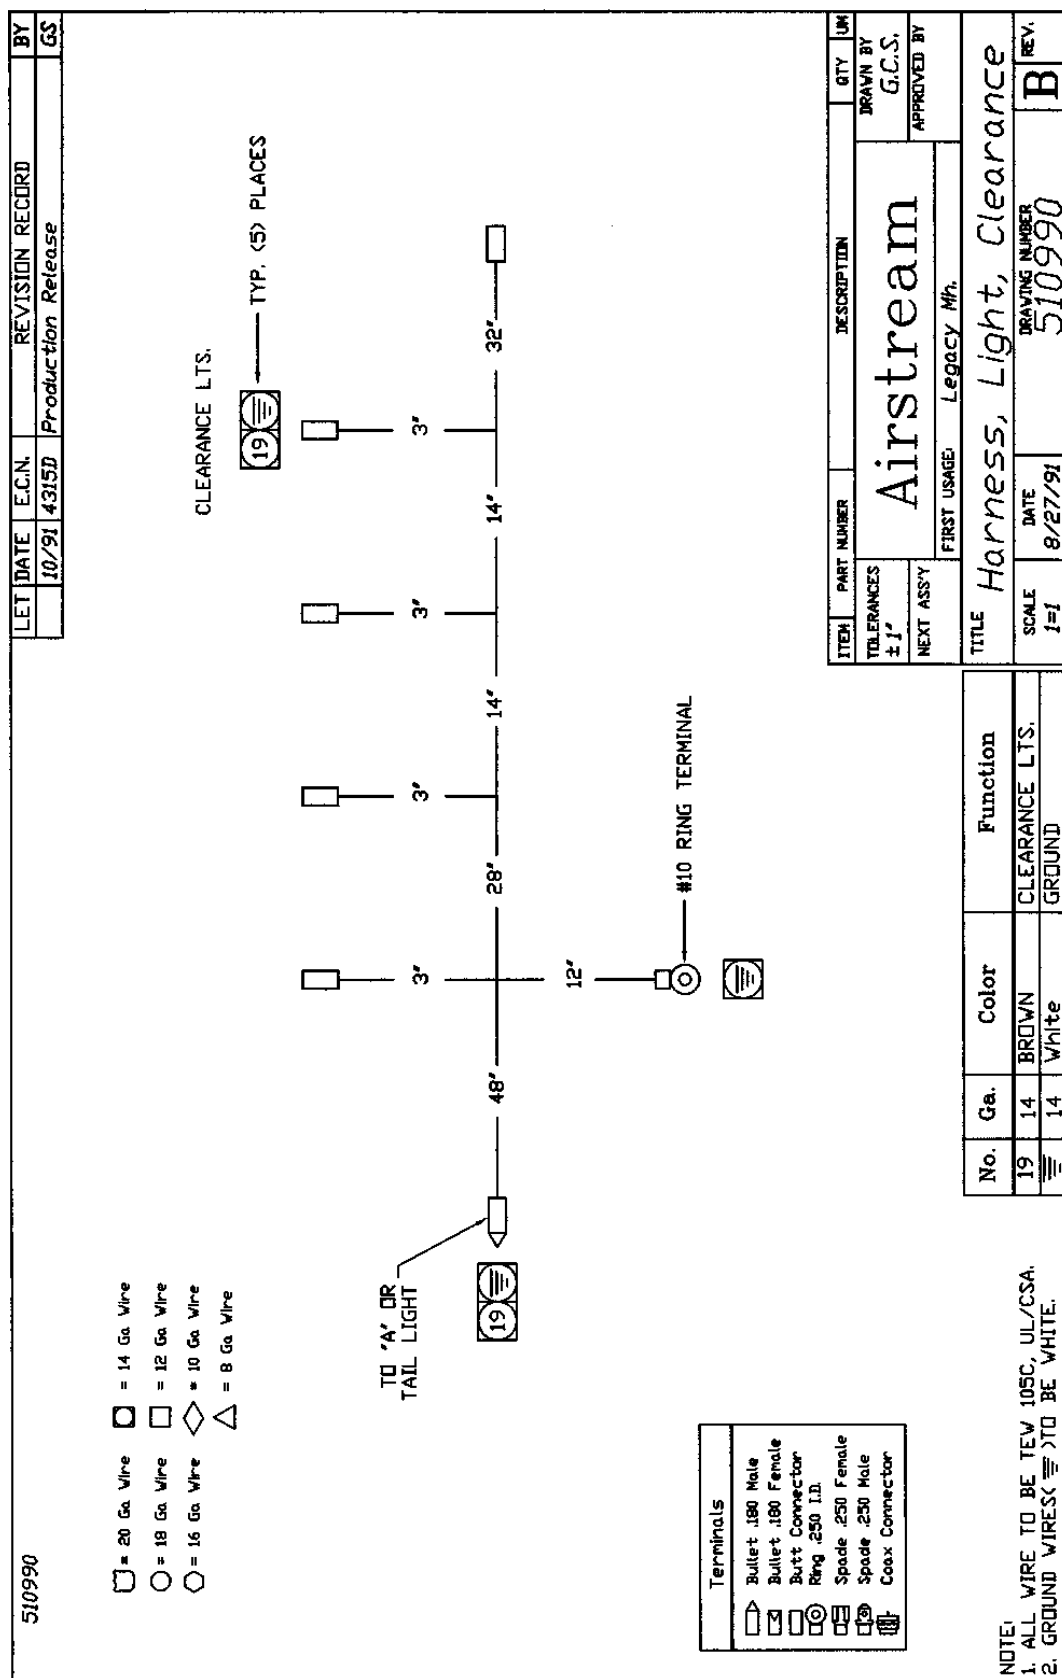 510990
LET DATE E.C.N. REVISION RECORD BY
10/91 4315D Production Release GS
= 20 Ga Wire = 14 Ga Wire
= 18 Ga Wire = 12 Ga Wire
= 16 Ga Wire = 10 Ga Wire
= 8 Ga Wire
CLEARANCE LTS.
19 TYP. (5) PLACES
3" 3" 3" 3"
TO "A" OR
TAIL LIGHT
19
48" 28" 14" 14" 32"
12"
#10 RING TERMINAL
Terminals
Bullet .180 Male
Bullet .180 Female
Butt Connector
Ring .250 I.D.
Spade .250 Female
Spade .250 Male
Coax Connector
NOTE:
1. ALL WIRE TO BE TEW 105C, UL/CSA.
2. GROUND WIRES( )TO BE WHITE.
No. Ga. Color Function
19 14 BROWN CLEARANCE LTS.
14 White GROUND
ITEM PART NUMBER DESCRIPTION QTY UM
TOLERANCES
±1"
NEXT ASS'Y
Airstream
FIRST USAGE: Legacy Mh.
DRAWN BY
G.C.S.
APPROVED BY
TITLE Harness, Light, Clearance
SCALE
1=1
DATE
8/27/91
DRAWING NUMBER
510990
B REV.